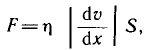 F = η | dv / dx | S,